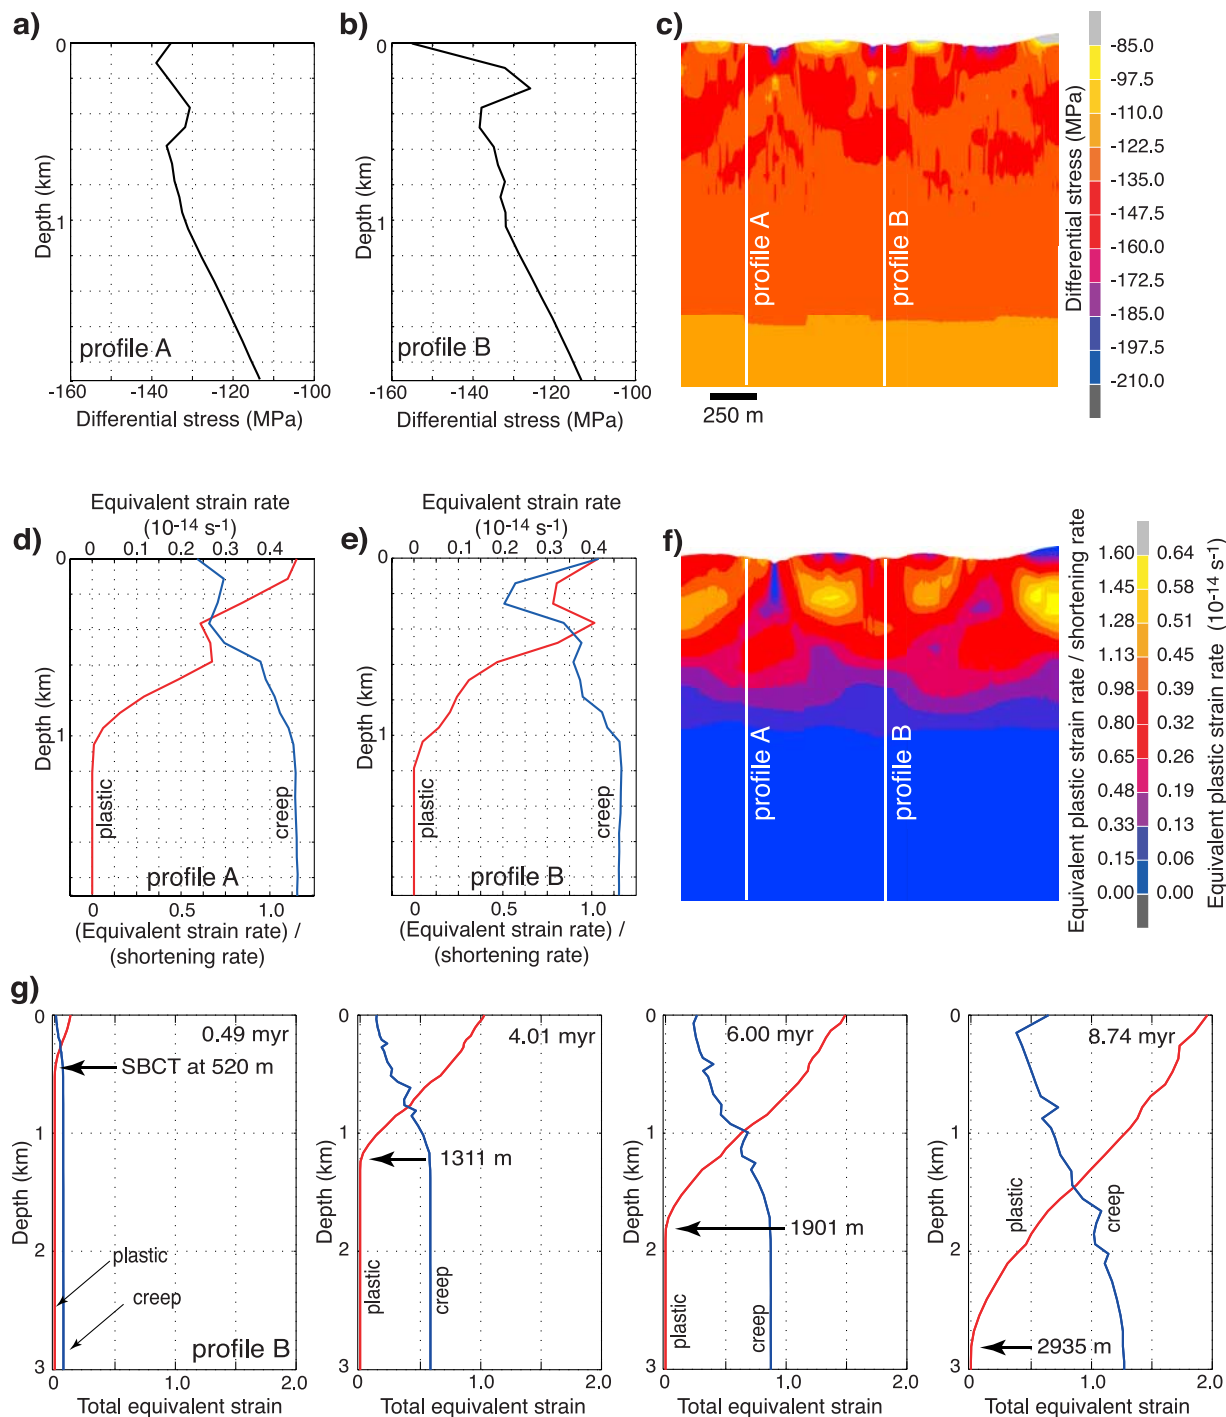 a)
0
1
Depth (km)
profile A
-160
-140
-120
-100
Differential stress (MPa)
b)
0
1
Depth (km)
profile B
-160
-140
-120
-100
Differential stress (MPa)
c)
profile A
profile B
250 m
Differential stress (MPa)
-85.0
-97.5
-110.0
-122.5
-135.0
-147.5
-160.0
-172.5
-185.0
-197.5
-210.0
d)
Equivalent strain rate
(10-14 s-1)
0
0.1
0.2
0.3
0.4
0
1
Depth (km)
plastic
creep
profile A
0
0.5
1.0
(Equivalent strain rate) /
(shortening rate)
e)
Equivalent strain rate
(10-14 s-1)
0
0.1
0.2
0.3
0.4
0
1
Depth (km)
plastic
creep
profile B
0
0.5
1.0
(Equivalent strain rate) /
(shortening rate)
f)
profile A
profile B
Equivalent plastic strain rate / shortening rate
1.60
1.45
1.28
1.13
0.98
0.80
0.65
0.48
0.33
0.15
0.00
0.64
0.58
0.51
0.45
0.39
0.32
0.26
0.19
0.13
0.06
0.00
Equivalent plastic strain rate (10-14 s-1)
g)
0
1
2
3
Depth (km)
0.49 myr
SBCT at 520 m
plastic
creep
profile B
0
1.0
2.0
Total equivalent strain
0
1
2
3
Depth (km)
4.01 myr
1311 m
plastic
creep
0
1.0
2.0
Total equivalent strain
0
1
2
3
Depth (km)
6.00 myr
1901 m
plastic
creep
0
1.0
2.0
Total equivalent strain
0
1
2
3
Depth (km)
8.74 myr
plastic
creep
2935 m
0
1.0
2.0
Total equivalent strain